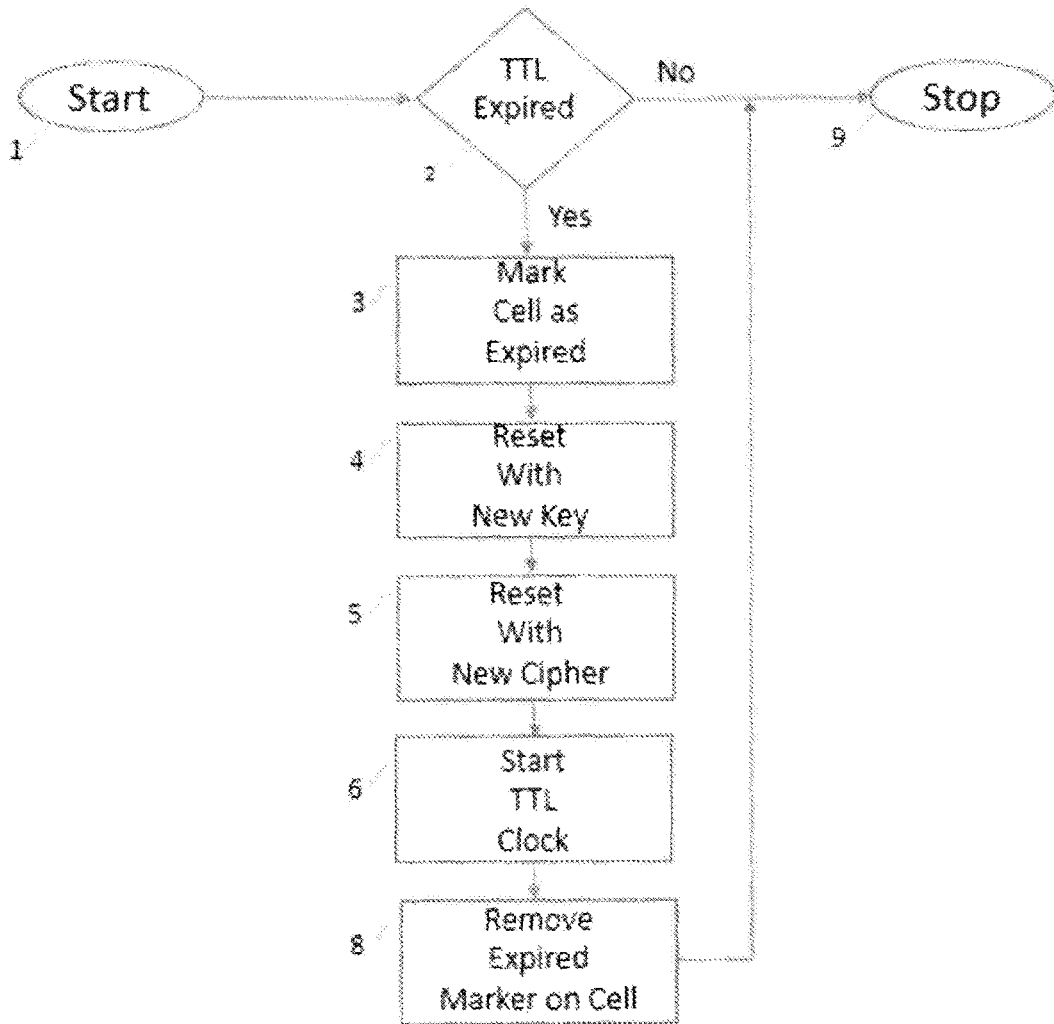 Start
1
TTL
Expired
2
No
Stop
9
Yes
3
Mark
Cell as
Expired
4
Reset
With
New Key
5
Reset
With
New Cipher
6
Start
TTL
Clock
8
Remove
Expired
Marker on Cell